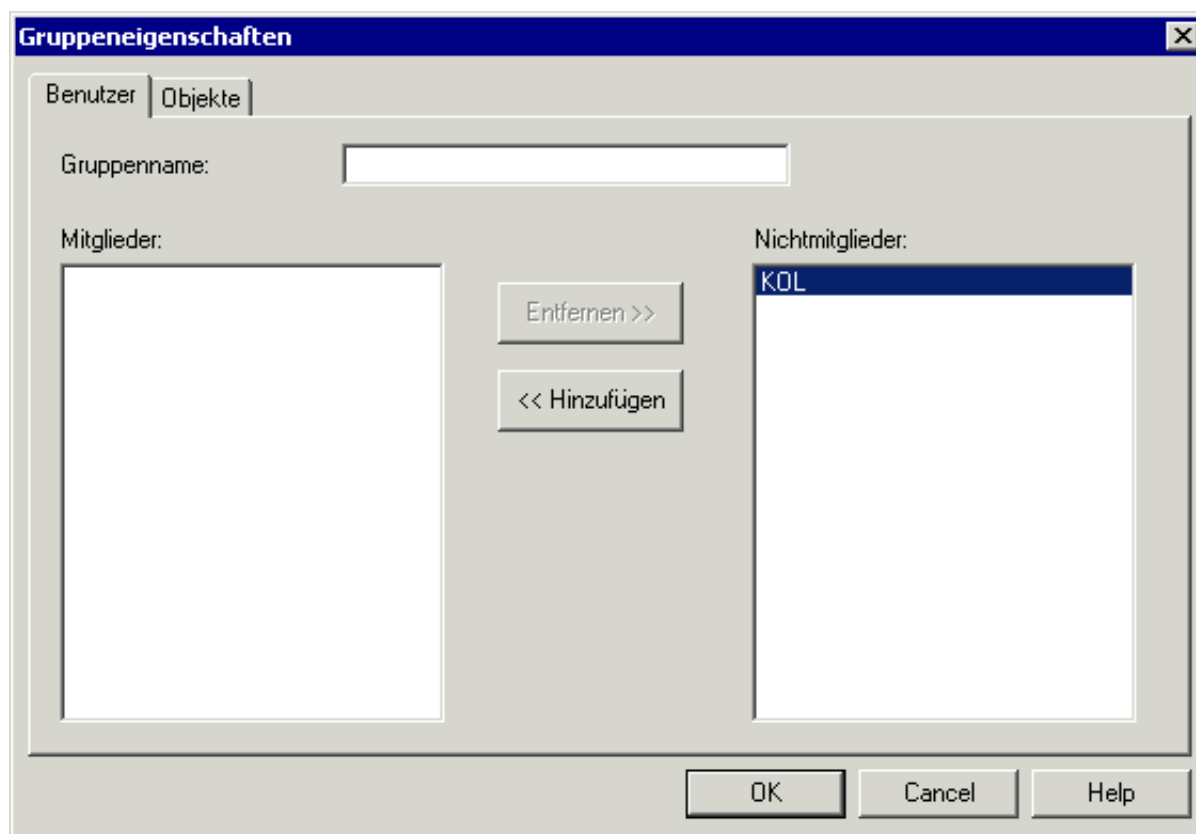 Gruppeneigenschaften
Benutzer Objekte
Gruppenname:
Mitglieder: Nichtmitglieder:
KOL
Entfernen >>
<< Hinzufügen
OK Cancel Help